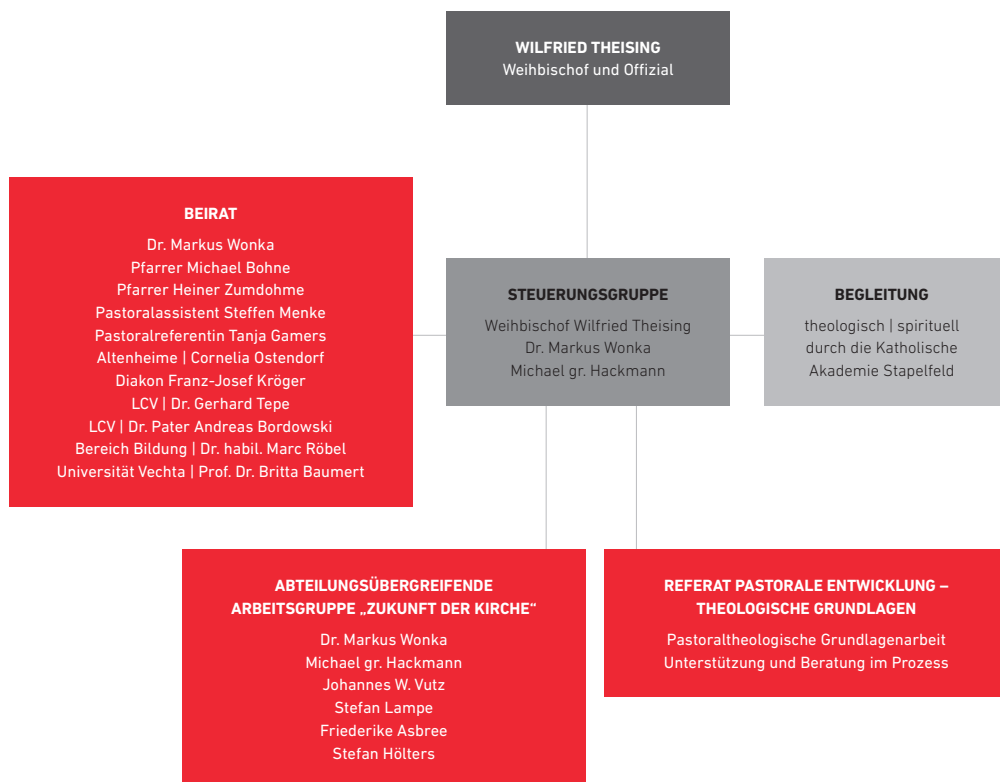 WILFRIED THEISING
Weihbischof und Offizial
BEIRAT
Dr. Markus Wonka
Pfarrer Michael Bohne
Pfarrer Heiner Zumdohme
Pastoralassistent Steffen Menke
Pastoralreferentin Tanja Gamers
Altenheime | Cornelia Ostendorf
Diakon Franz-Josef Kröger
LCV | Dr. Gerhard Tepe
LCV | Dr. Pater Andreas Bordowski
Bereich Bildung | Dr. habil. Marc Röbel
Universität Vechta | Prof. Dr. Britta Baumert
STEUERUNGSGRUPPE
Weihbischof Wilfried Theising
Dr. Markus Wonka
Michael gr. Hackmann
BEGLEITUNG
theologisch | spirituell
durch die Katholische
Akademie Stapelfeld
ABTEILUNGSÜBERGREIFENDE
ARBEITSGRUPPE „ZUKUNFT DER KIRCHE“
Dr. Markus Wonka
Michael gr. Hackmann
Johannes W. Vutz
Stefan Lampe
Friederike Asbree
Stefan Hölters
REFERAT PASTORALE ENTWICKLUNG –
THEOLOGISCHE GRUNDLAGEN
Pastoraltheologische Grundlagenarbeit
Unterstützung und Beratung im Prozess